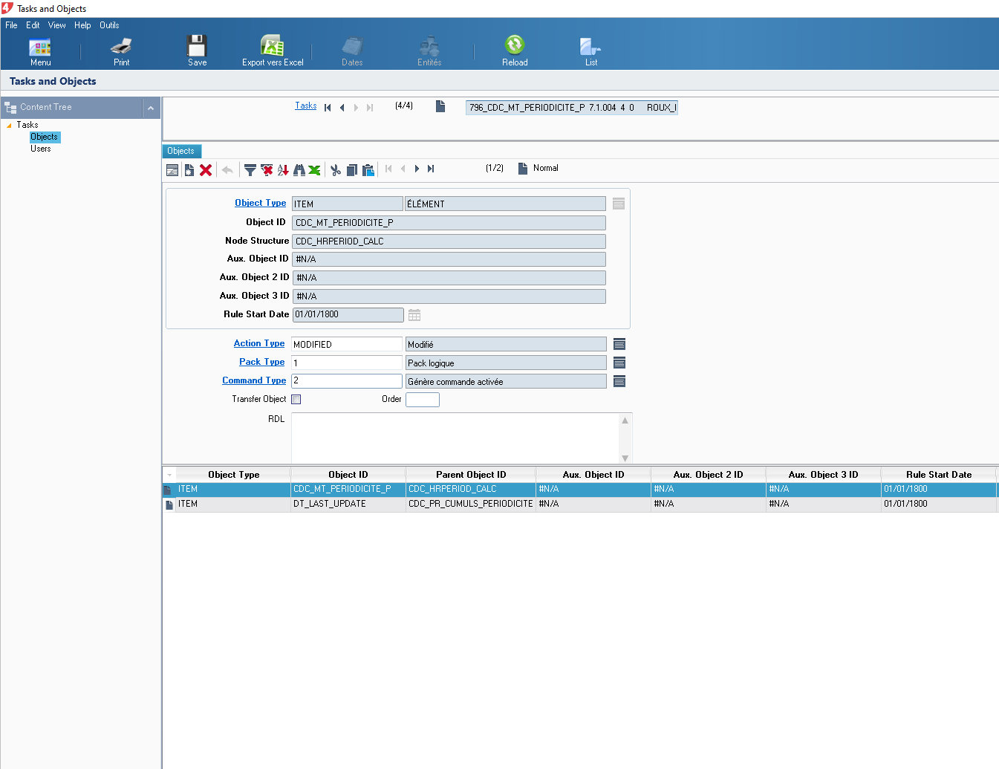 Tasks and Objects
File Edit View Help Outils
Menu Print Save Export vers Excel Dates Entités Reload List
Tasks and Objects
Content Tree
Tasks
Objects
Users
Tasks (4/4) 796_CDC_MT_PERIODICITE_P 7.1.004 4 0 ROUX_I
Objects
(1/2) Normal
Object Type ITEM ÉLÉMENT
Object ID CDC_MT_PERIODICITE_P
Node Structure CDC_HRPERIOD_CALC
Aux. Object ID #N/A
Aux. Object 2 ID #N/A
Aux. Object 3 ID #N/A
Rule Start Date 01/01/1800
Action Type MODIFIED Modifié
Pack Type 1 Pack logique
Command Type 2 Génère commande activée
Transfer Object Order
RDL
Object Type Object ID Parent Object ID Aux. Object ID Aux. Object 2 ID Aux. Object 3 ID Rule Start Date
ITEM CDC_MT_PERIODICITE_P CDC_HRPERIOD_CALC #N/A #N/A #N/A 01/01/1800
ITEM DT_LAST_UPDATE CDC_PR_CUMULS_PERIODICITE #N/A #N/A #N/A 01/01/1800